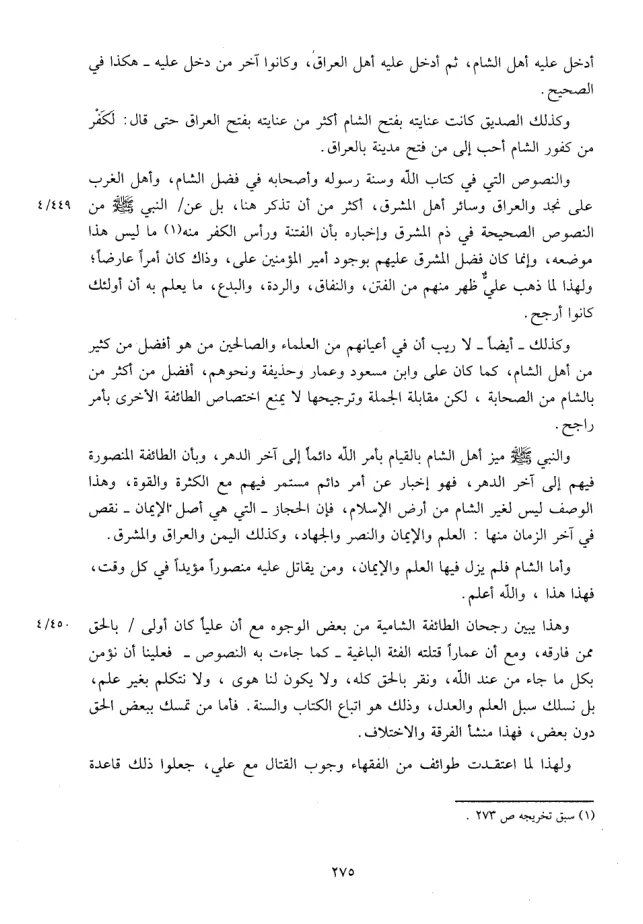 أدخل عليه أهل الشام، ثم أدخل عليه أهل العراق، وكانوا آخر من دخل عليه ـ هكذا في
الصحيح.
وكذلك الصديق كانت عنايته بفتح الشام أكثر من عنايته بفتح العراق حتى قال: لَكَفْر
من كفور الشام أحب إلى من فتح مدينة بالعراق.
والنصوص التي في كتاب الله وسنة رسوله وأصحابه في فضل الشام، وأهل الغرب
على نجد والعراق وسائر أهل المشرق، أكثر من أن تذكر هنا، بل عن/ النبي ﷺ من
٤/٤٤٩
النصوص الصحيحة في ذم المشرق وإخباره بأن الفتنة ورأس الكفر منه(١) ما ليس هذا
موضعه، وإنما كان فضل المشرق عليهم بوجود أمير المؤمنين على، وذاك كان أمراً عارضاً؛
ولهذا لما ذهب عليٌّ ظهر منهم من الفتن، والنفاق، والردة، والبدع، ما يعلم به أن أولئك
كانوا أرجح.
وكذلك ـ أيضاً ـ لا ريب أن في أعيانهم من العلماء والصالحين من هو أفضل من كثير
من أهل الشام، كما كان على وابن مسعود وعمار وحذيفة ونحوهم، أفضل من أكثر من
بالشام من الصحابة ، لكن مقابلة الجملة وترجيحها لا يمنع اختصاص الطائفة الأخرى بأمر
راجح.
والنبي ﷺ ميز أهل الشام بالقيام بأمر الله دائماً إلى آخر الدهر، وبأن الطائفة المنصورة
فيهم إلى آخر الدهر، فهو إخبار عن أمر دائم مستمر فيهم مع الكثرة والقوة، وهذا
الوصف ليس لغير الشام من أرض الإسلام، فإن الحجاز ـ التي هي أصل الإيمان ـ نقص
في آخر الزمان منها : العلم والإيمان والنصر والجهاد، وكذلك اليمن والعراق والمشرق.
وأما الشام فلم يزل فيها العلم والإيمان، ومن يقاتل عليه منصوراً مؤيداً في كل وقت،
فهذا هذا ، والله أعلم.
وهذا يبين رجحان الطائفة الشامية من بعض الوجوه مع أن علياً كان أولى / بالحق
٤/٤٥٠
ممن فارقه، ومع أن عماراً قتلته الفئة الباغية ـ كما جاءت به النصوص ـ فعلينا أن نؤمن
بكل ما جاء من عند الله، ونقر بالحق كله، ولا يكون لنا هوى ، ولا نتكلم بغير علم،
بل نسلك سبل العلم والعدل، وذلك هو اتباع الكتاب والسنة. فأما من تمسك ببعض الحق
دون بعض، فهذا منشأ الفرقة والاختلاف.
ولهذا لما اعتقدت طوائف من الفقهاء وجوب القتال مع علي، جعلوا ذلك قاعدة
(١) سبق تخريجه ص ٢٧٣ .
٢٧٥